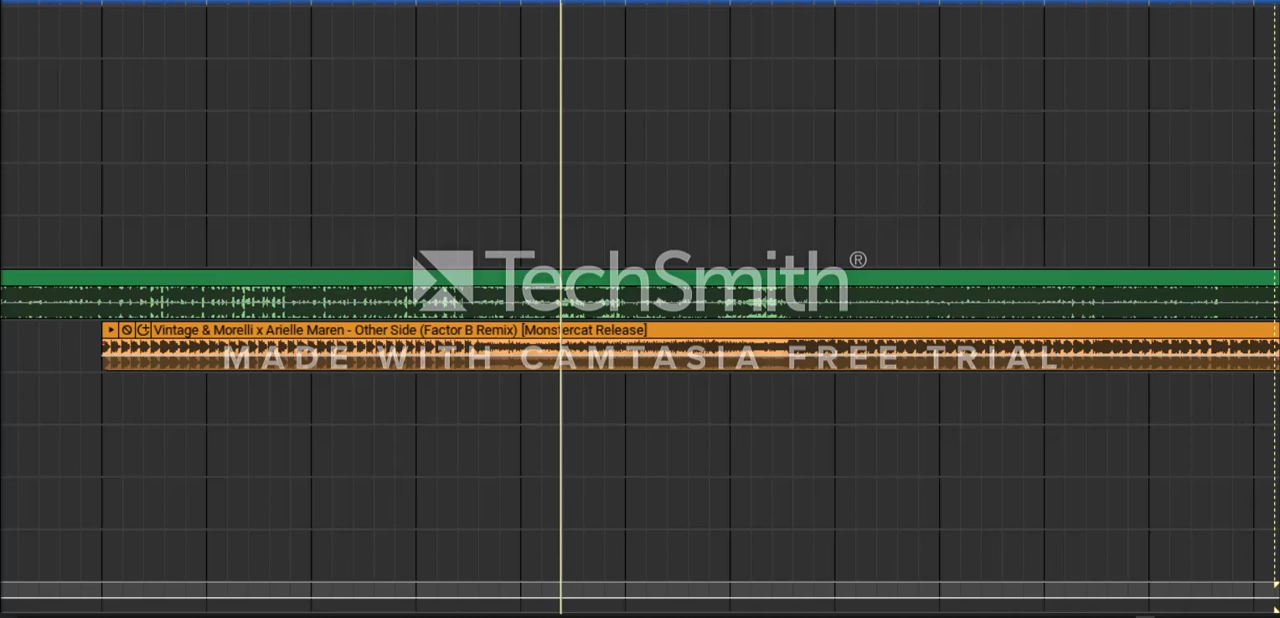 TechSmith®
Vintage & Morelli x Arielle Maren - Other Side (Factor B Remix) [Monstercat Release]
MADE WITH CAMTASIA FREE TRIAL